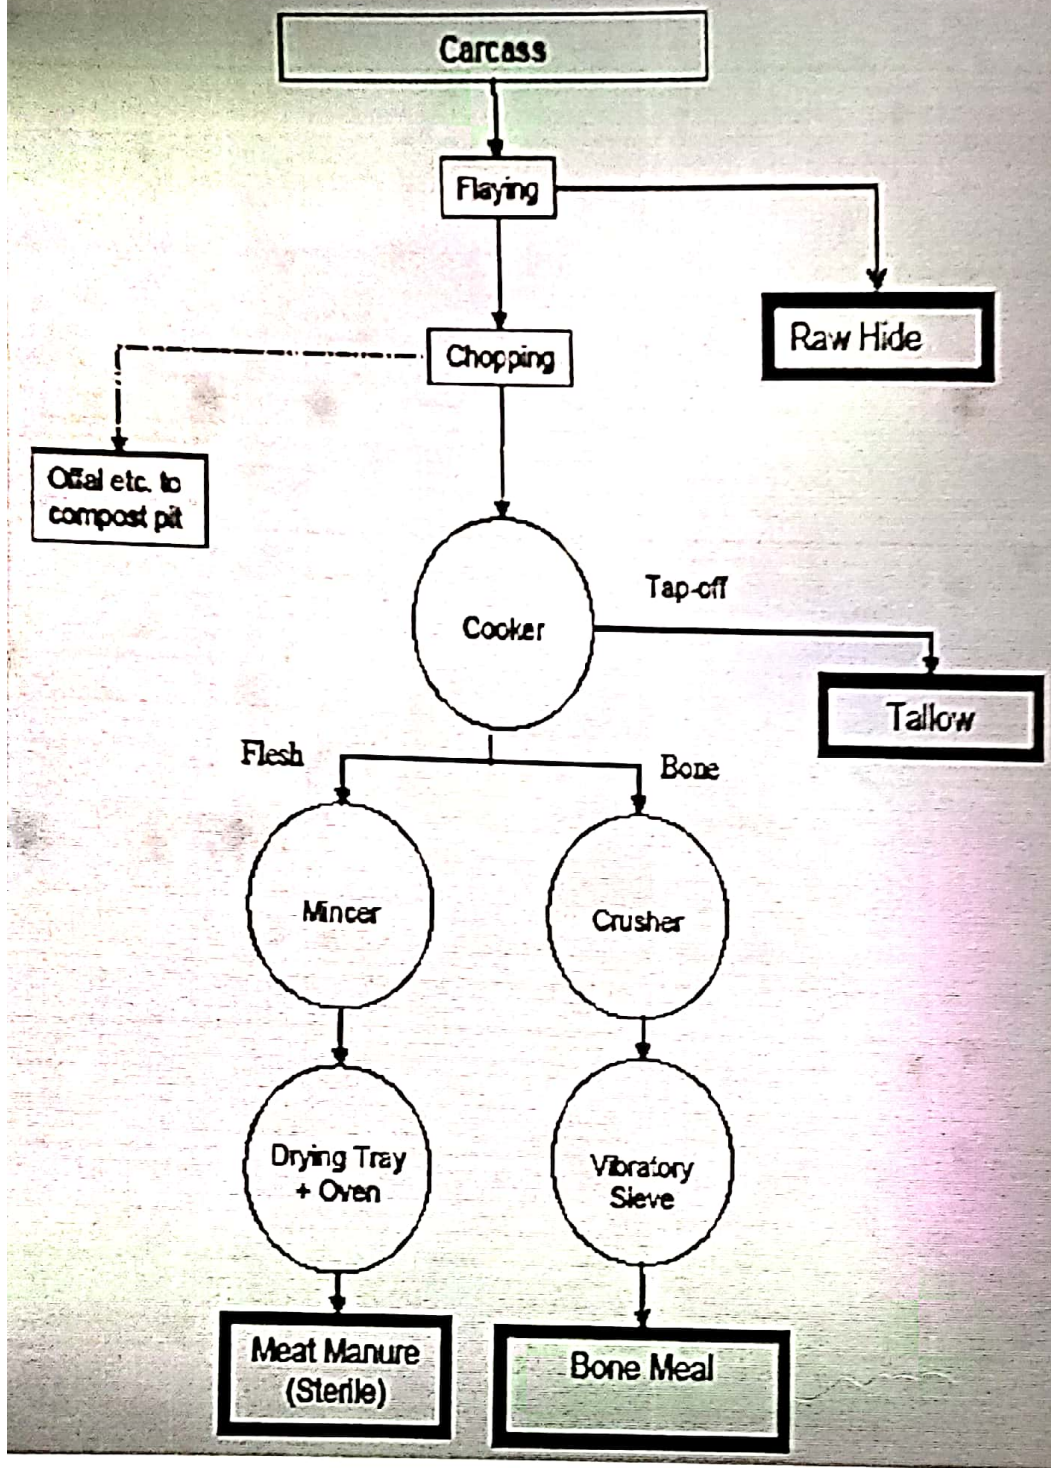 Carcass
Flaying
Raw Hide
Chopping
Offal etc. to
compost pit
Tap-off
Cooker
Tallow
Flesh
Bone
Mincer
Crusher
Drying Tray
+ Oven
Vibratory
Sieve
Meat Manure
(Sterile)
Bone Meal